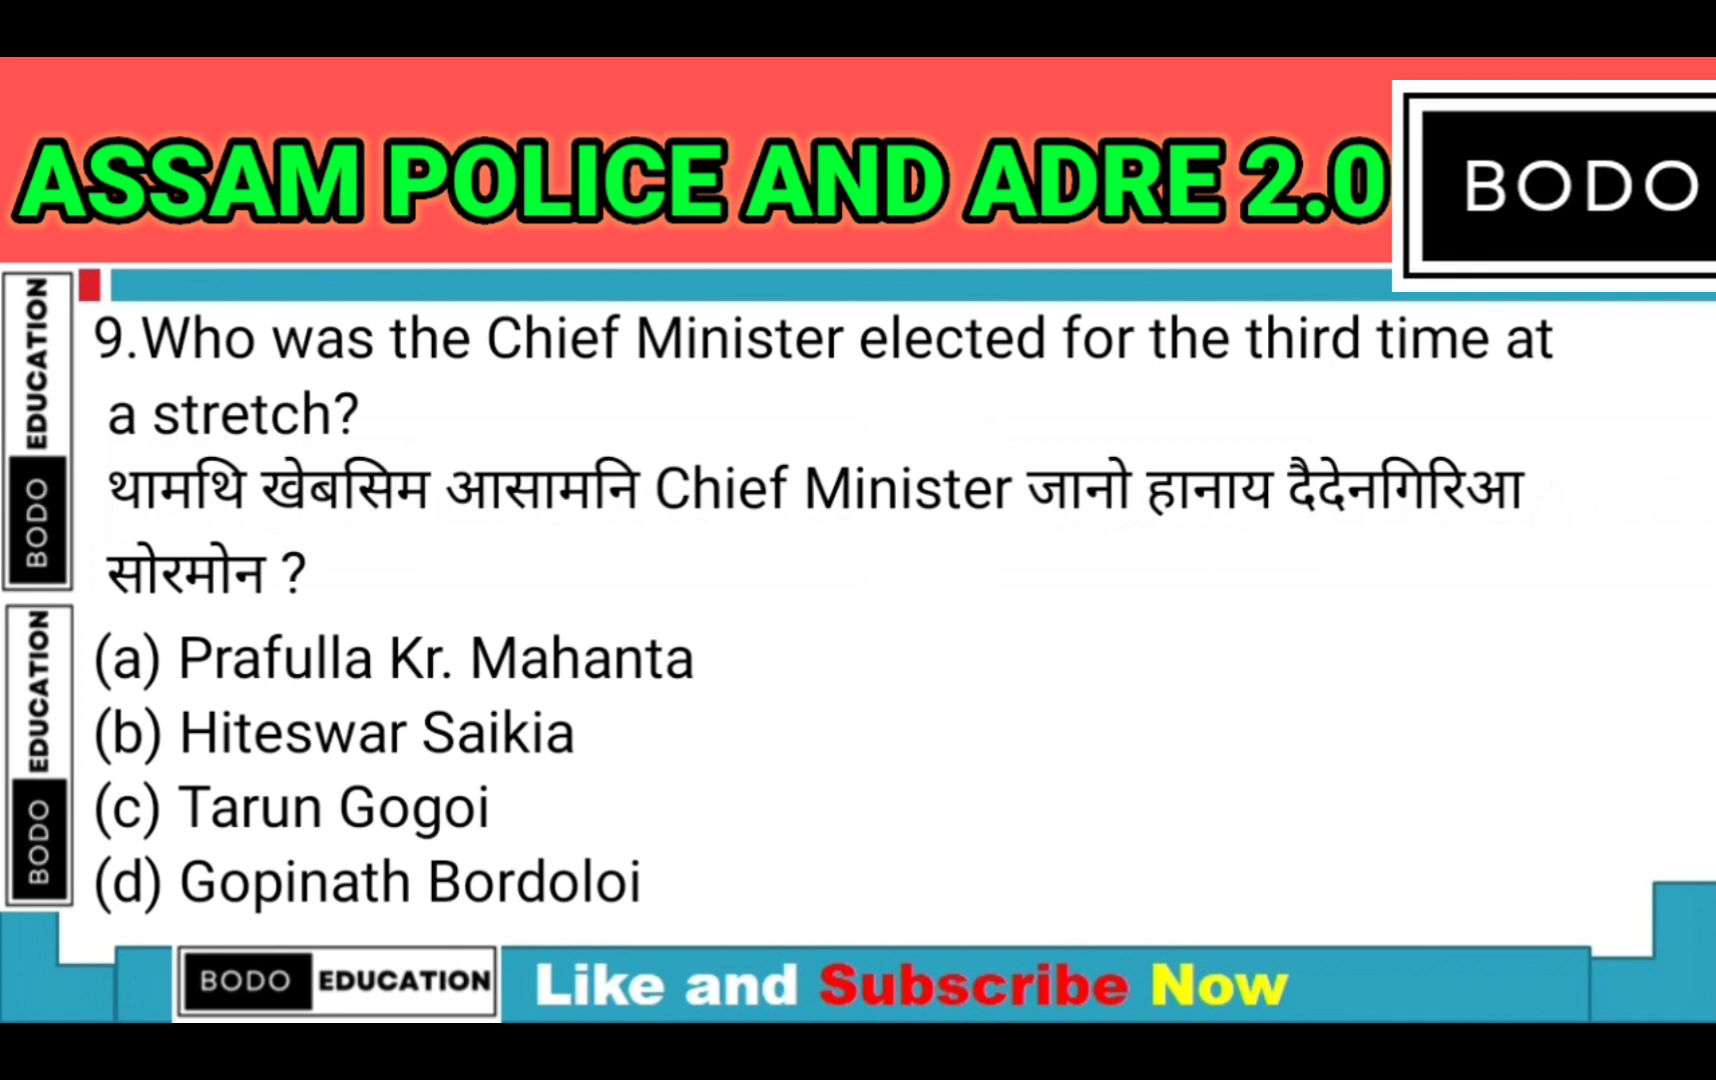 ASSAM POLICE AND ADRE 2.0
BODO
EDUCATION
BODO
EDUCATION
BODO
9.Who was the Chief Minister elected for the third time at
a stretch?
थामथि खेबसिम आसामनि Chief Minister जानो हानाय दैदेनगिरिआ
सोरमोन ?
(a) Prafulla Kr. Mahanta
(b) Hiteswar Saikia
(c) Tarun Gogoi
(d) Gopinath Bordoloi
BODO EDUCATION
Like and Subscribe Now